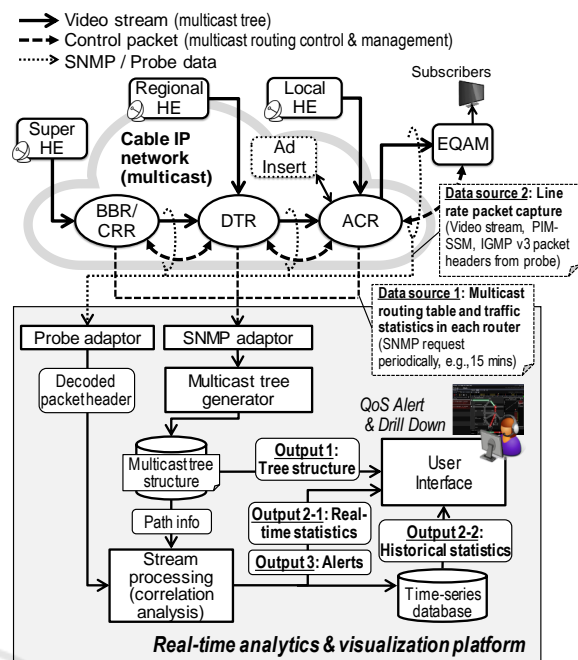 Video stream (multicast tree)
Control packet (multicast routing control & management)
SNMP / Probe data
Subscribers
Regional
HE
Local
HE
Super
HE
Cable IP
network
(multicast)
Ad
Insert
EQAM
BBR/
CRR
DTR
ACR
Data source 2: Line
rate packet capture
(Video stream, PIM-
SSM, IGMP v3 packet
headers from probe)
Data source 1: Multicast
routing table and traffic
statistics in each router
(SNMP request
periodically, e.g.,15 mins)
Probe adaptor
SNMP adaptor
Decoded
packet header
Multicast tree
generator
QoS Alert
& Drill Down
Multicast tree
structure
Output 1:
Tree structure
User
Interface
Path info
Output 2-1: Real-
time statistics
Output 2-2:
Historical statistics
Stream
processing
(correlation
analysis)
Output 3: Alerts
Time-series
database
Real-time analytics & visualization platform